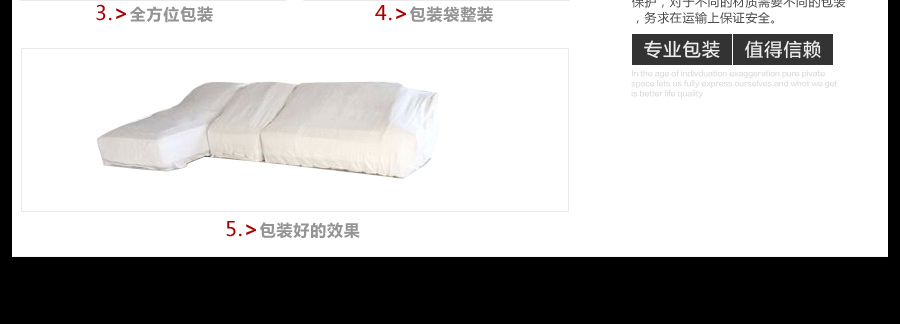 3.>全方位包装
4.>包装袋整装
5.>包装好的效果
保护，对于不同的材质需要不同的包装
，务求在运输上保证安全。
专业包装 值得信赖
In the age of indivduation exaggeration purs pivate
space lets us fully express ourselves.and what we get
is better life quality